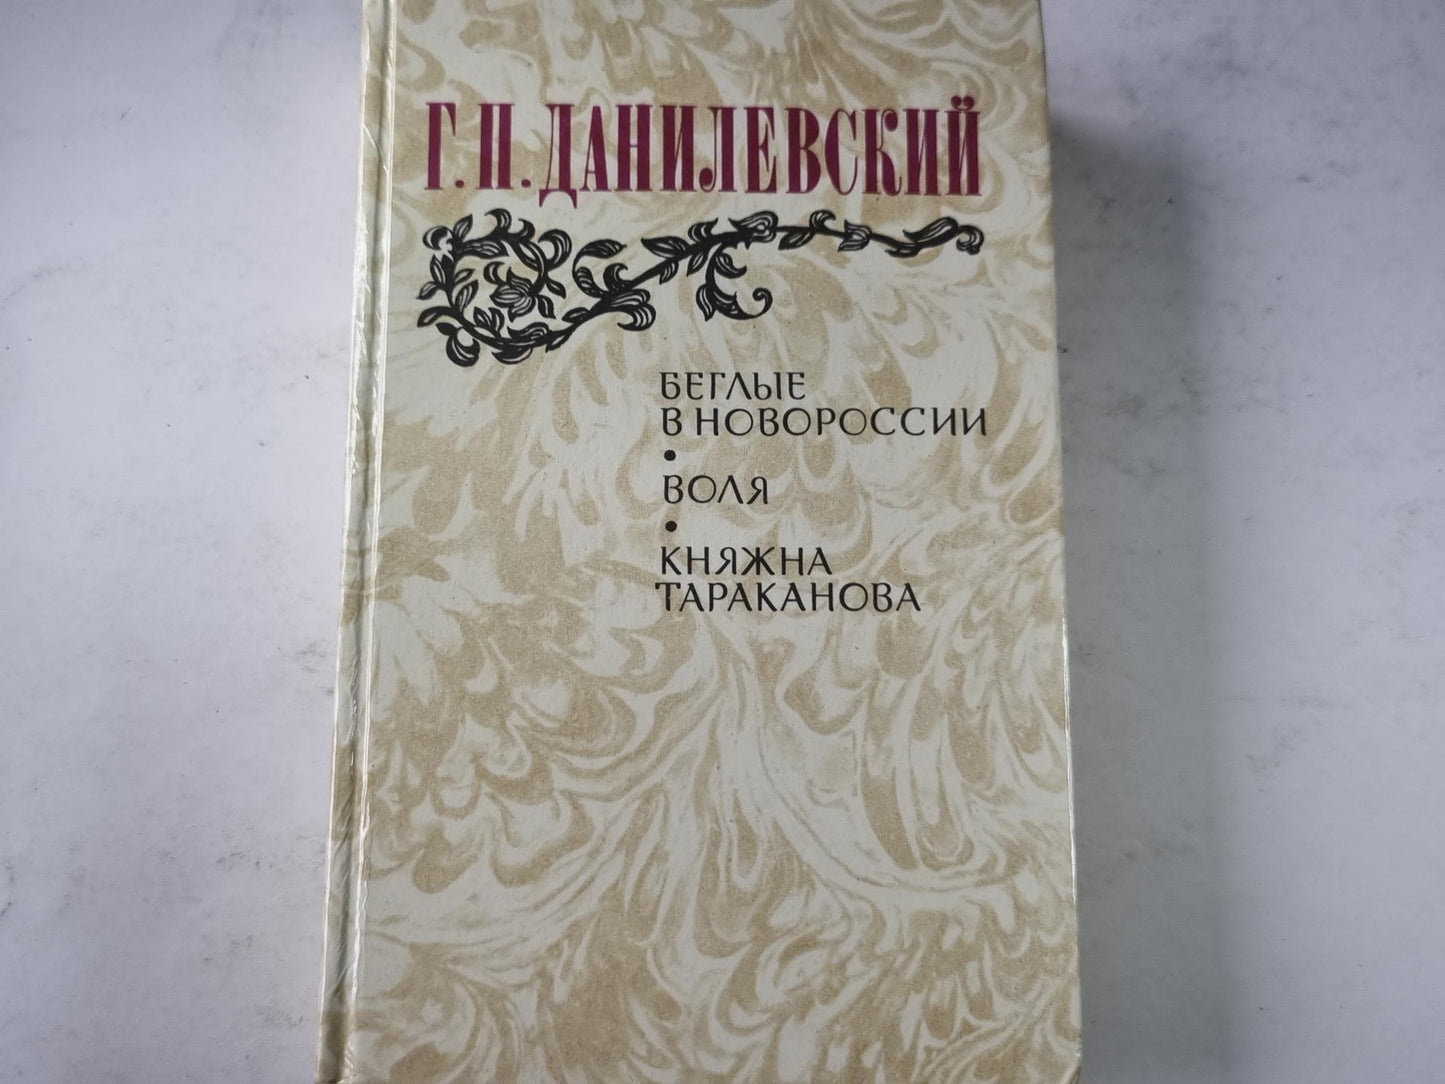 Г. П. ДАНИЛЕВСКИЙ
БЕГЛЫЕ
В НОВОРОССИИ
•
ВОЛЯ
•
КНЯЖНА
ТАРАКАНОВА